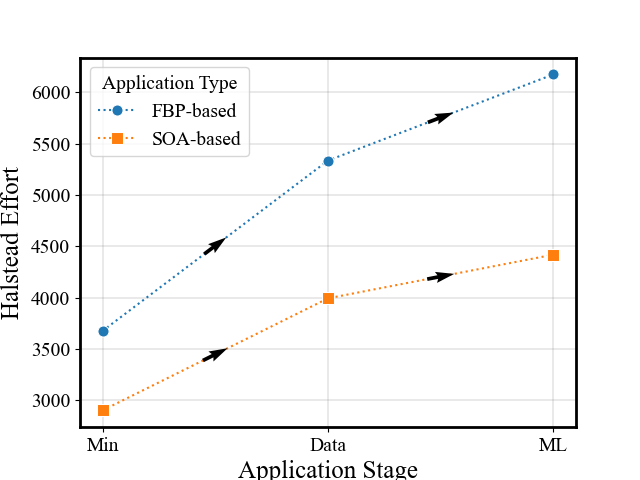 Application Type
FBP-based
SOA-based
Halstead Effort
6000
5500
5000
4500
4000
3500
3000
Min
Data
ML
Application Stage